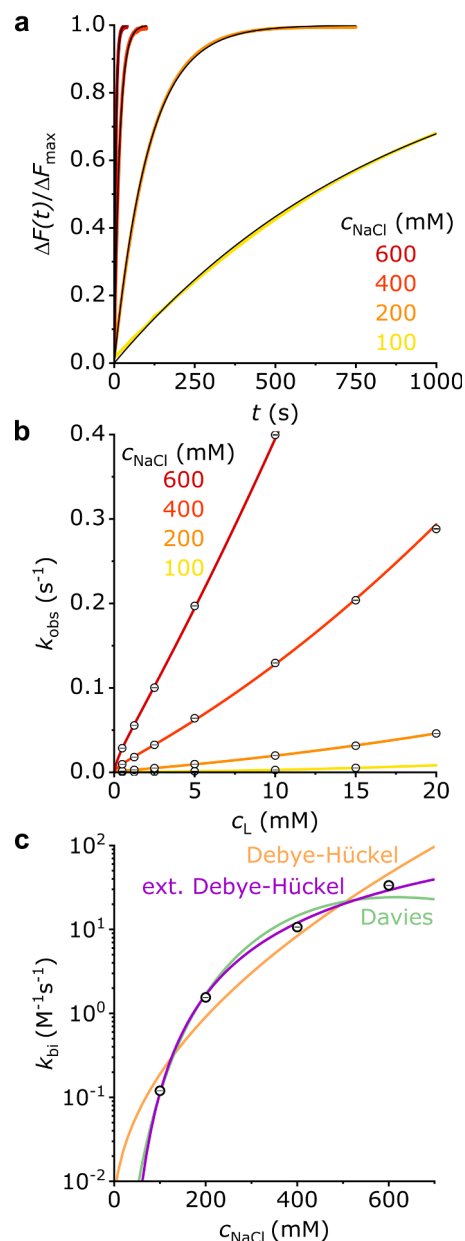 a
1.0
0.8
0.6
0.4
0.2
0.0
ΔF(t)/ΔFmax
cNaCl (mM)
600
400
200
100
0 250 500 750 1000
t (s)
b
0.4
0.3
0.2
0.1
0.0
kobs (s⁻¹)
cNaCl (mM)
600
400
200
100
0 5 10 15 20
cL (mM)
c
10²
10¹
10⁰
10⁻¹
10⁻²
kbi (M⁻¹s⁻¹)
Debye-Hückel
ext. Debye-Hückel
Davies
0 200 400 600
cNaCl (mM)